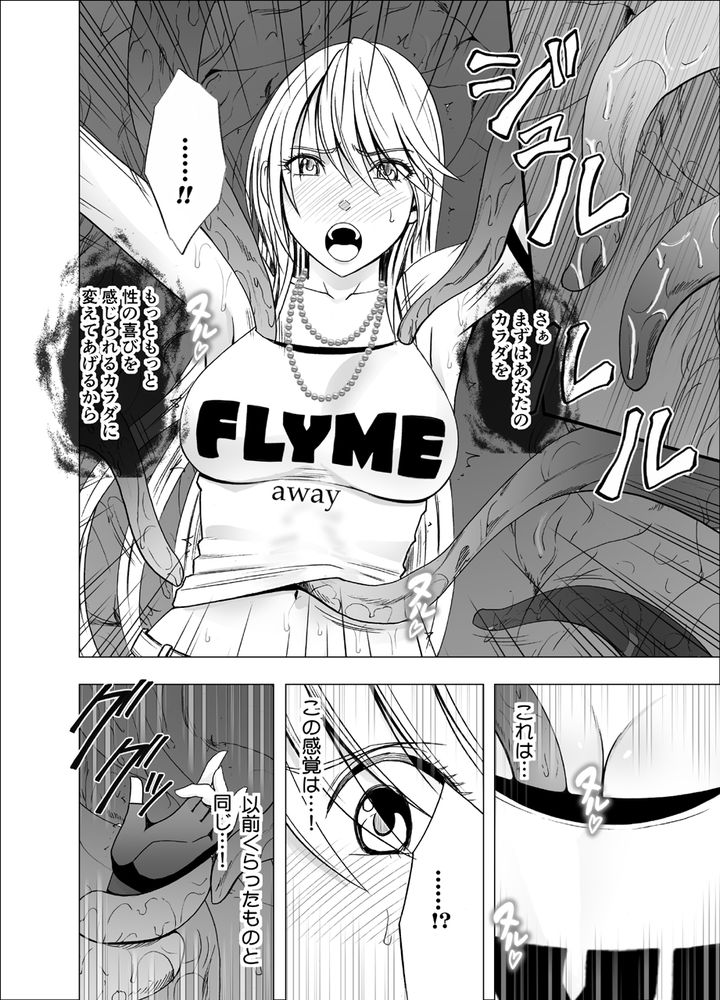 ジュルルル
さぁ
まずはあなたの
カラダを
……!!
もっともっと
性の喜びを
感じられるカラダに
変えてあげるから
ヌル♡
FLYME
away
ヌル♡
これは…
ヌル♡
ヌル♡
……!?
この感覚は…!
以前くらったものと
同じ…!
グググ